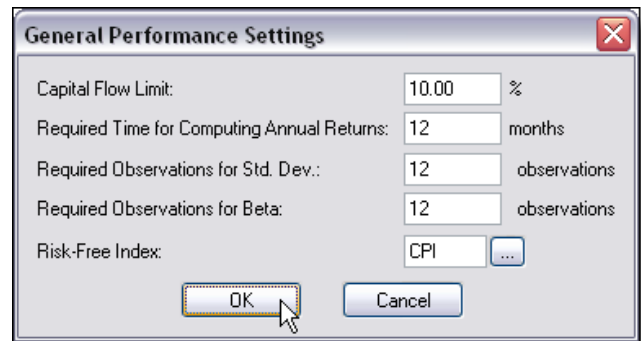 General Performance Settings
Capital Flow Limit: 10.00 %
Required Time for Computing Annual Returns: 12 months
Required Observations for Std. Dev.: 12 observations
Required Observations for Beta: 12 observations
Risk-Free Index: CPI ...
OK Cancel